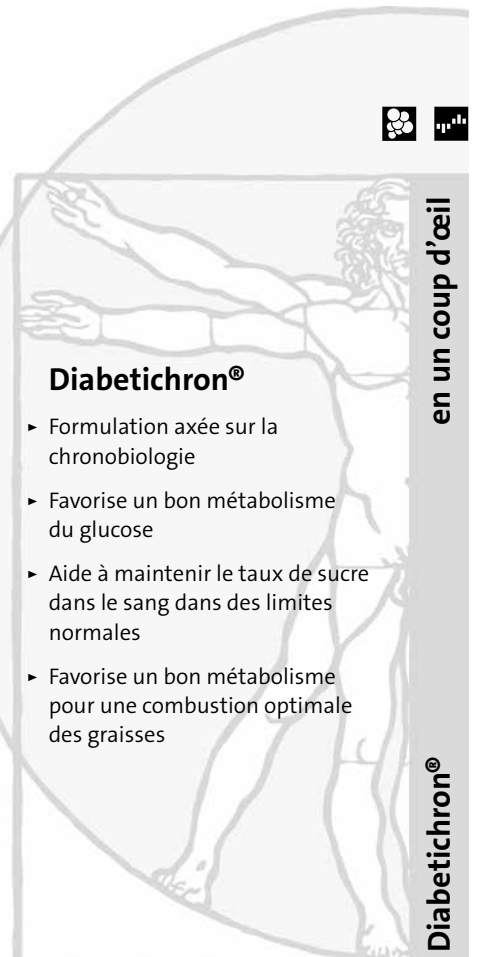 Diabetichron®
► Formulation axée sur la
chronobiologie
► Favorise un bon métabolisme
du glucose
► Aide à maintenir le taux de sucre
dans le sang dans des limites
normales
► Favorise un bon métabolisme
pour une combustion optimale
des graisses
Diabetichron®
en un coup d’œil